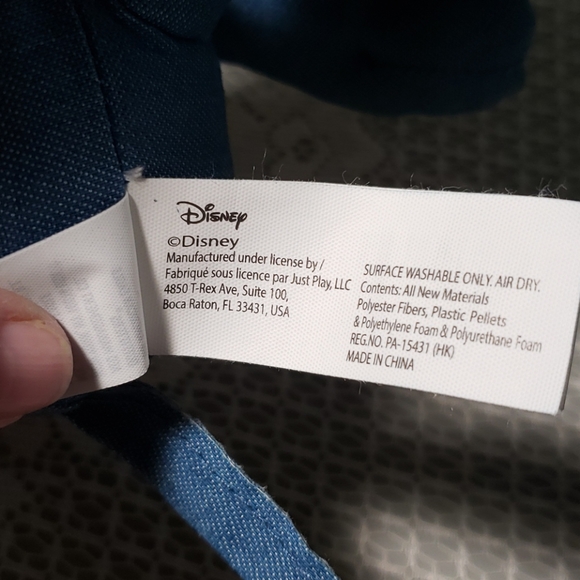 Disney
©Disney
Manufactured under license by /
Fabriqué sous licence par Just Play, LLC
4850 T-Rex Ave, Suite 100,
Boca Raton, FL 33431, USA
SURFACE WASHABLE ONLY. AIR DRY.
Contents: All New Materials
Polyester Fibers, Plastic Pellets
& Polyethylene Foam & Polyurethane Foam
REG.NO. PA-15431 (HK)
MADE IN CHINA